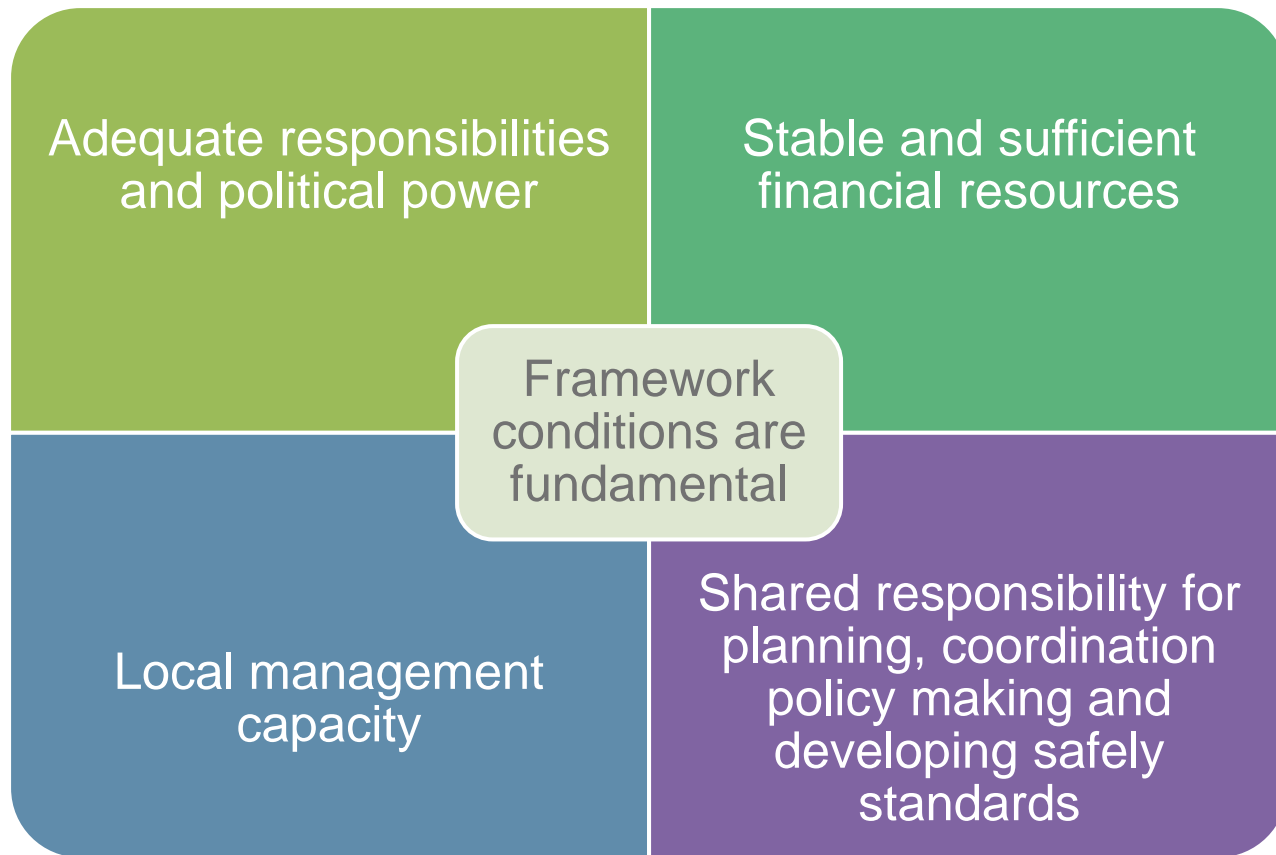 Adequate responsibilities
and political power
Stable and sufficient
financial resources
Framework
conditions are
fundamental
Local management
capacity
Shared responsibility for
planning, coordination
policy making and
developing safely
standards